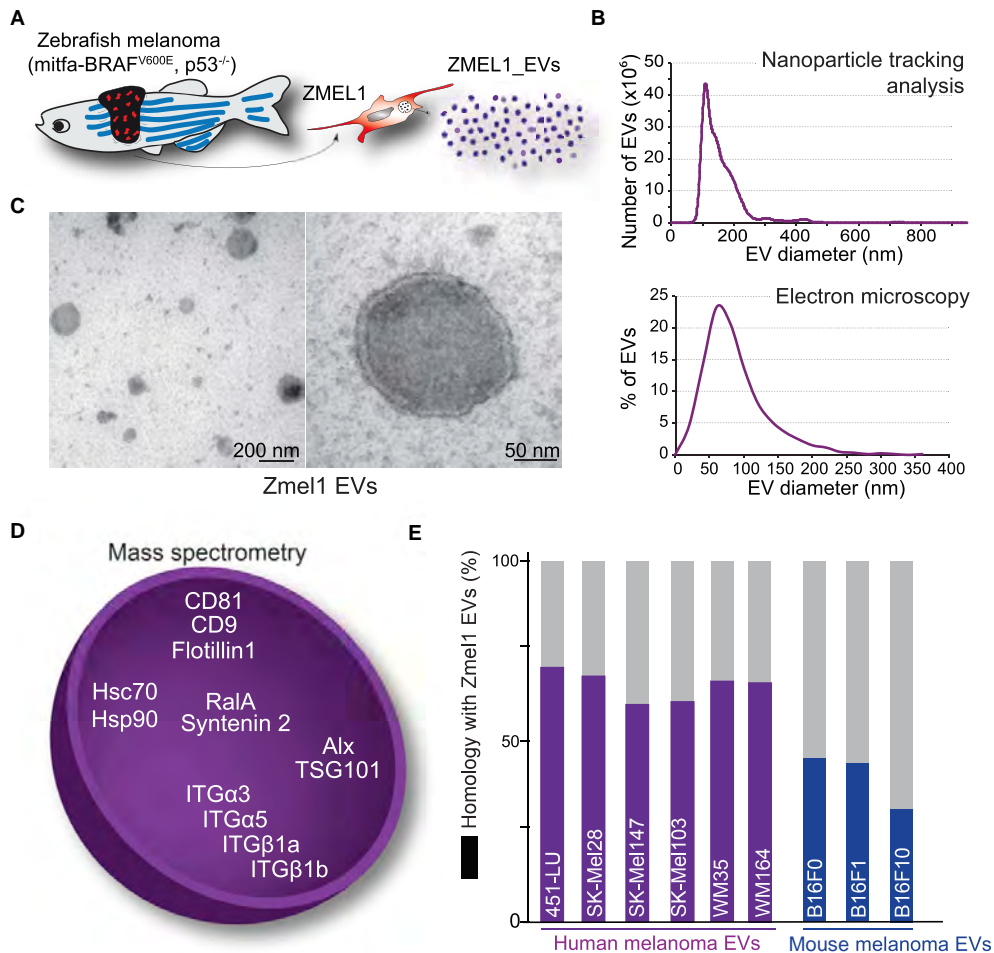 A
Zebrafish melanoma
(mitfa-BRAFV600E, p53-/-)
ZMEL1
ZMEL1_EVs
B
Nanoparticle tracking
analysis
Number of EVs (x10⁶)
50
40
30
20
10
0
0
200
400
600
800
EV diameter (nm)
Electron microscopy
% of EVs
25
20
15
10
5
0
0
50
100
150
200
250
300
350
400
EV diameter (nm)
C
200 nm
50 nm
Zmel1 EVs
D
Mass spectrometry
CD81
CD9
Flotillin1
Hsc70
Hsp90
RalA
Syntenin 2
Alx
TSG101
ITGα3
ITGα5
ITGβ1a
ITGβ1b
E
Homology with Zmel1 EVs (%)
100
50
0
451-LU
SK-Mel28
SK-Mel147
SK-Mel103
WM35
WM164
B16F0
B16F1
B16F10
Human melanoma EVs
Mouse melanoma EVs